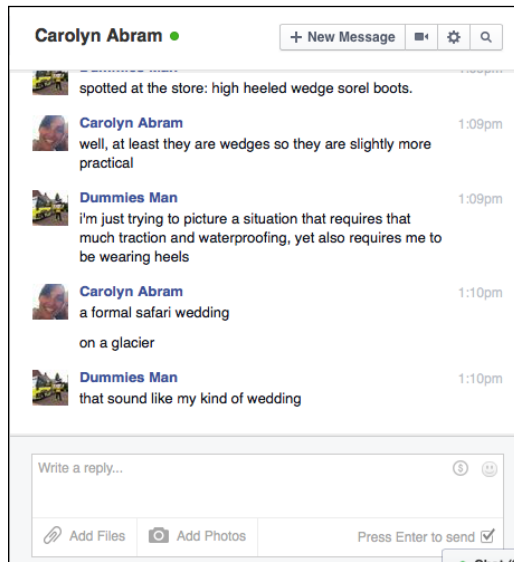 Carolyn Abram
+ New Message
spotted at the store: high heeled wedge sorel boots.
Carolyn Abram 1:09pm
well, at least they are wedges so they are slightly more
practical
Dummies Man 1:09pm
i'm just trying to picture a situation that requires that
much traction and waterproofing, yet also requires me to
be wearing heels
Carolyn Abram 1:10pm
a formal safari wedding
on a glacier
Dummies Man 1:10pm
that sound like my kind of wedding
Write a reply...
Add Files Add Photos Press Enter to send